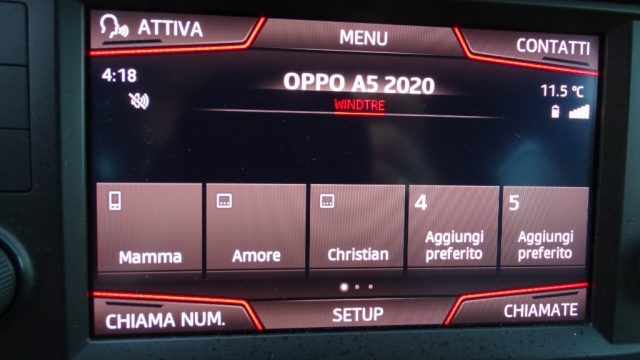 ATTIVA
MENU
CONTATTI
4:18
OPPO A5 2020
11.5 °C
WINDTRE
Mamma
Amore
Christian
4
Aggiungi
preferito
5
Aggiungi
preferito
CHIAMA NUM.
SETUP
CHIAMATE